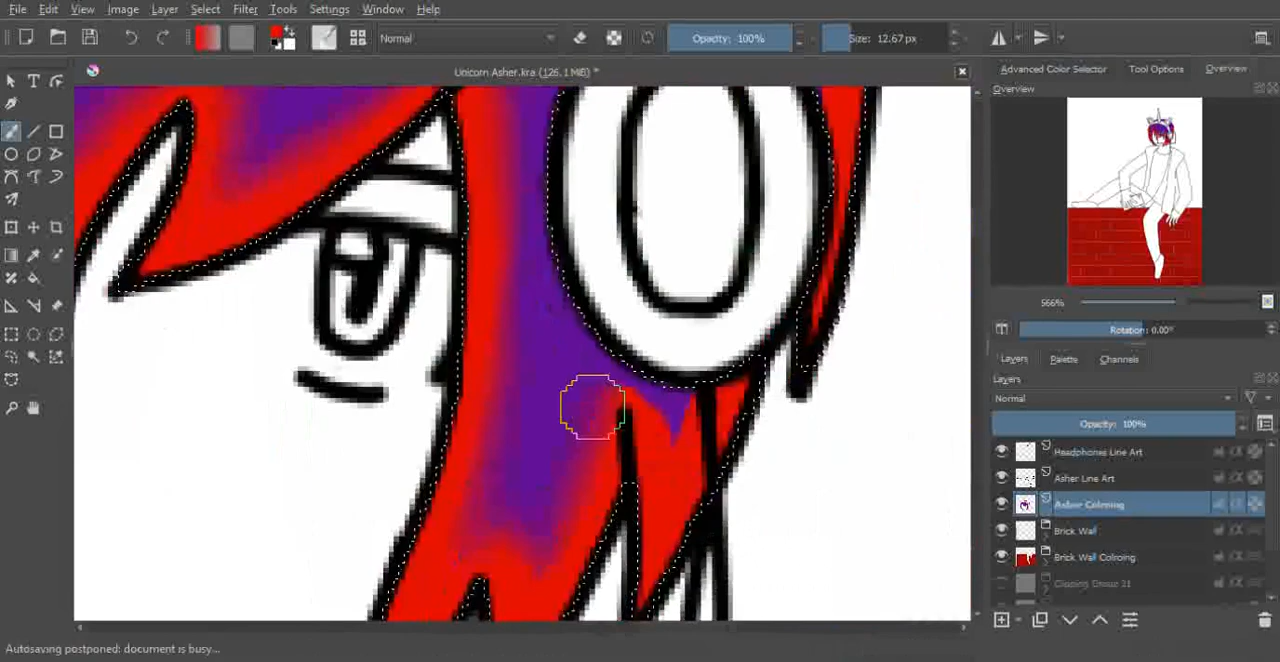 File Edit View Image Layer Select Filter Tools Settings Window Help
Normal Opacity: 100% Size: 12.67 px
Unicorn Asher.kra (126.1 MiB) *
Advanced Color Selector Tool Options Overview
Overview
566%
Rotation: 0.00°
Layers Palette Channels
Layers
Normal
Opacity: 100%
Headphones Line Art
Asher Line Art
Asher Colroing
Brick Wall
Brick Wall Colroing
Autosaving postponed: document is busy...